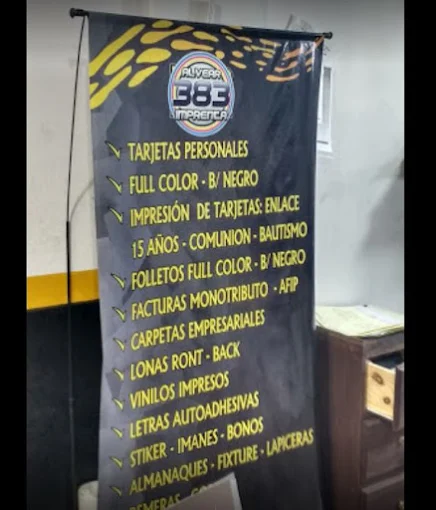 ALVEAR
383
IMPRENTA
TARJETAS PERSONALES
FULL COLOR - B/ NEGRO
IMPRESIÓN DE TARJETAS: ENLACE
15 AÑOS - COMUNION - BAUTISMO
FOLLETOS FULL COLOR - B/ NEGRO
FACTURAS MONOTRIBUTO - AFIP
CARPETAS EMPRESARIALES
LONAS RONT - BACK
VINILOS IMPRESOS
LETRAS AUTOADHESIVAS
STIKER - IMANES - BONOS
ALMANAQUES - FIXTURE - LAPICERAS